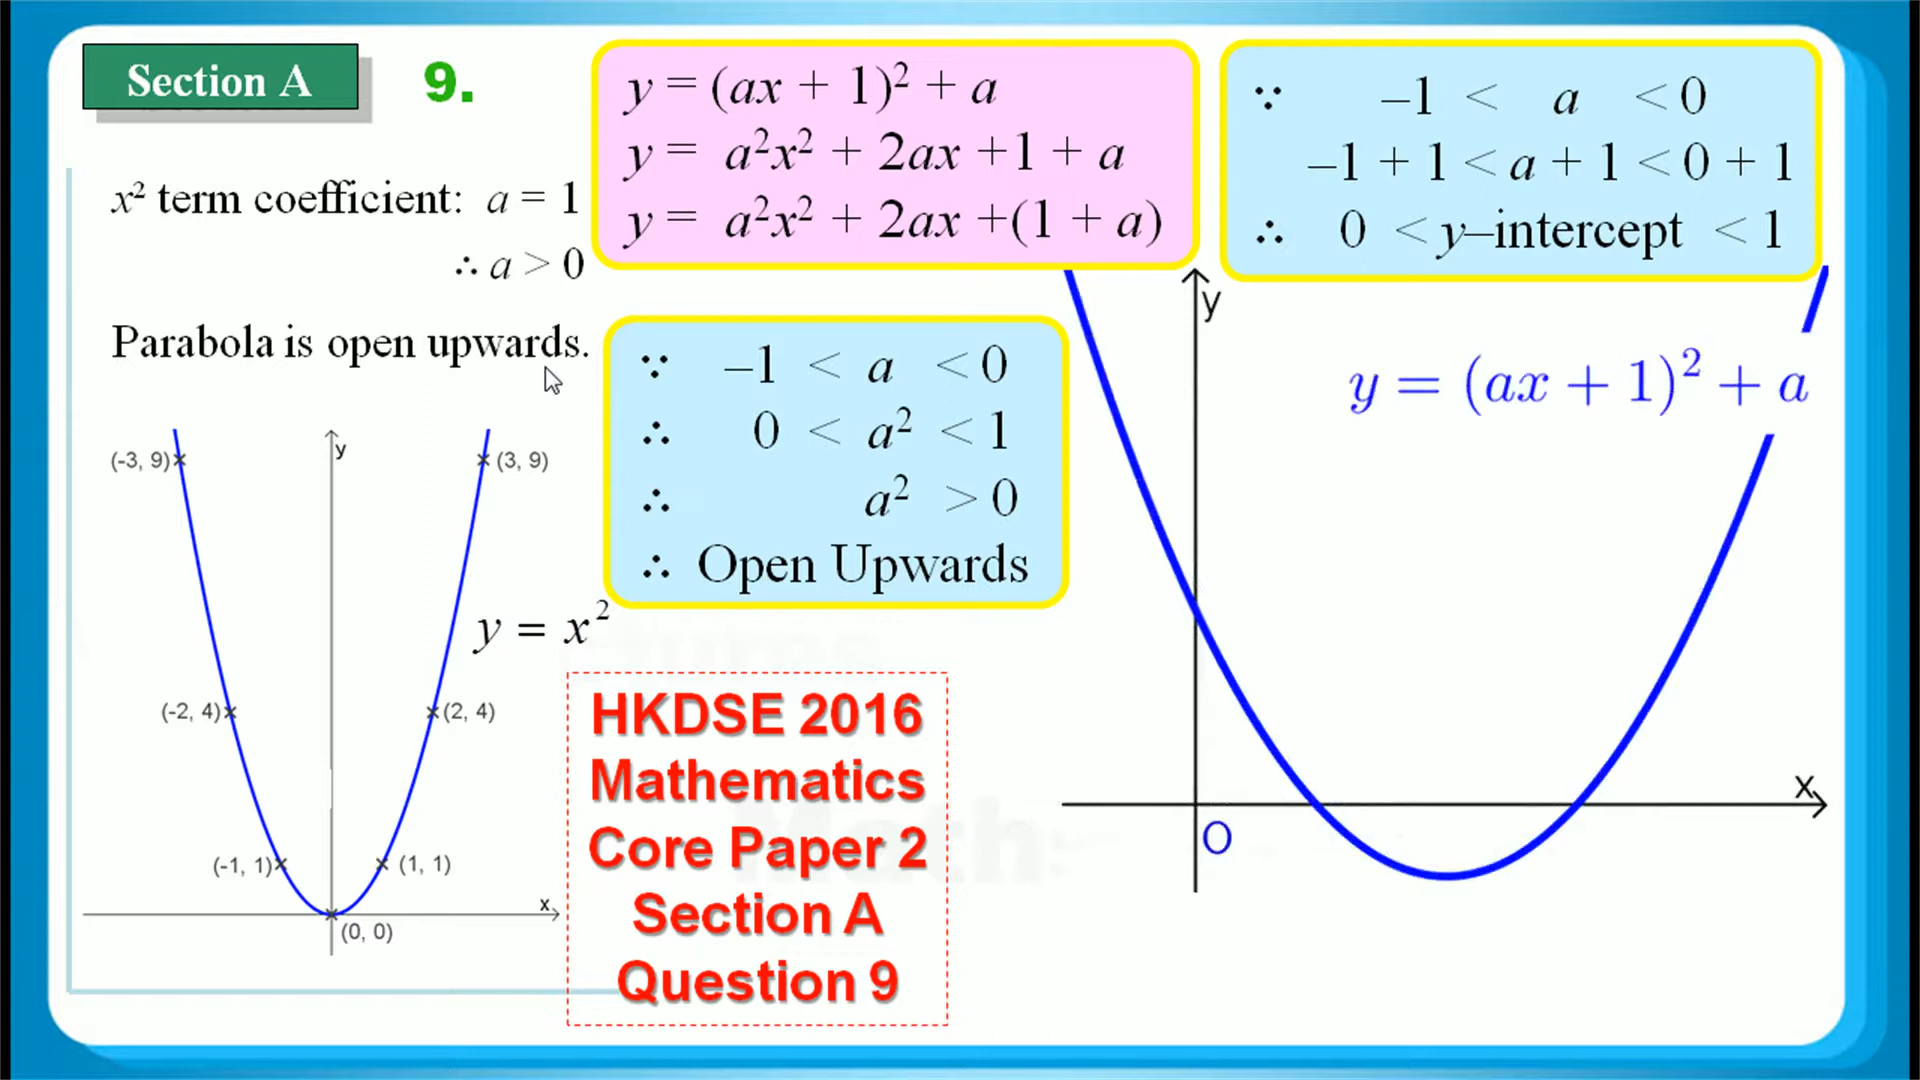 Section A
9.
x² term coefficient: a = 1
∴ a > 0
Parabola is open upwards.
y = (ax + 1)² + a
y = a²x² + 2ax +1 + a
y = a²x² + 2ax +(1 + a)
∵ –1 < a < 0
–1 + 1 < a + 1 < 0 + 1
∴ 0 < y–intercept < 1
∵ –1 < a < 0
∴ 0 < a² < 1
∴ a² > 0
∴ Open Upwards
y
(-3, 9)
(3, 9)
y = x²
(-2, 4)
(2, 4)
(-1, 1)
(1, 1)
x
(0, 0)
HKDSE 2016
Mathematics
Core Paper 2
Section A
Question 9
y
y = (ax + 1)² + a
x
O